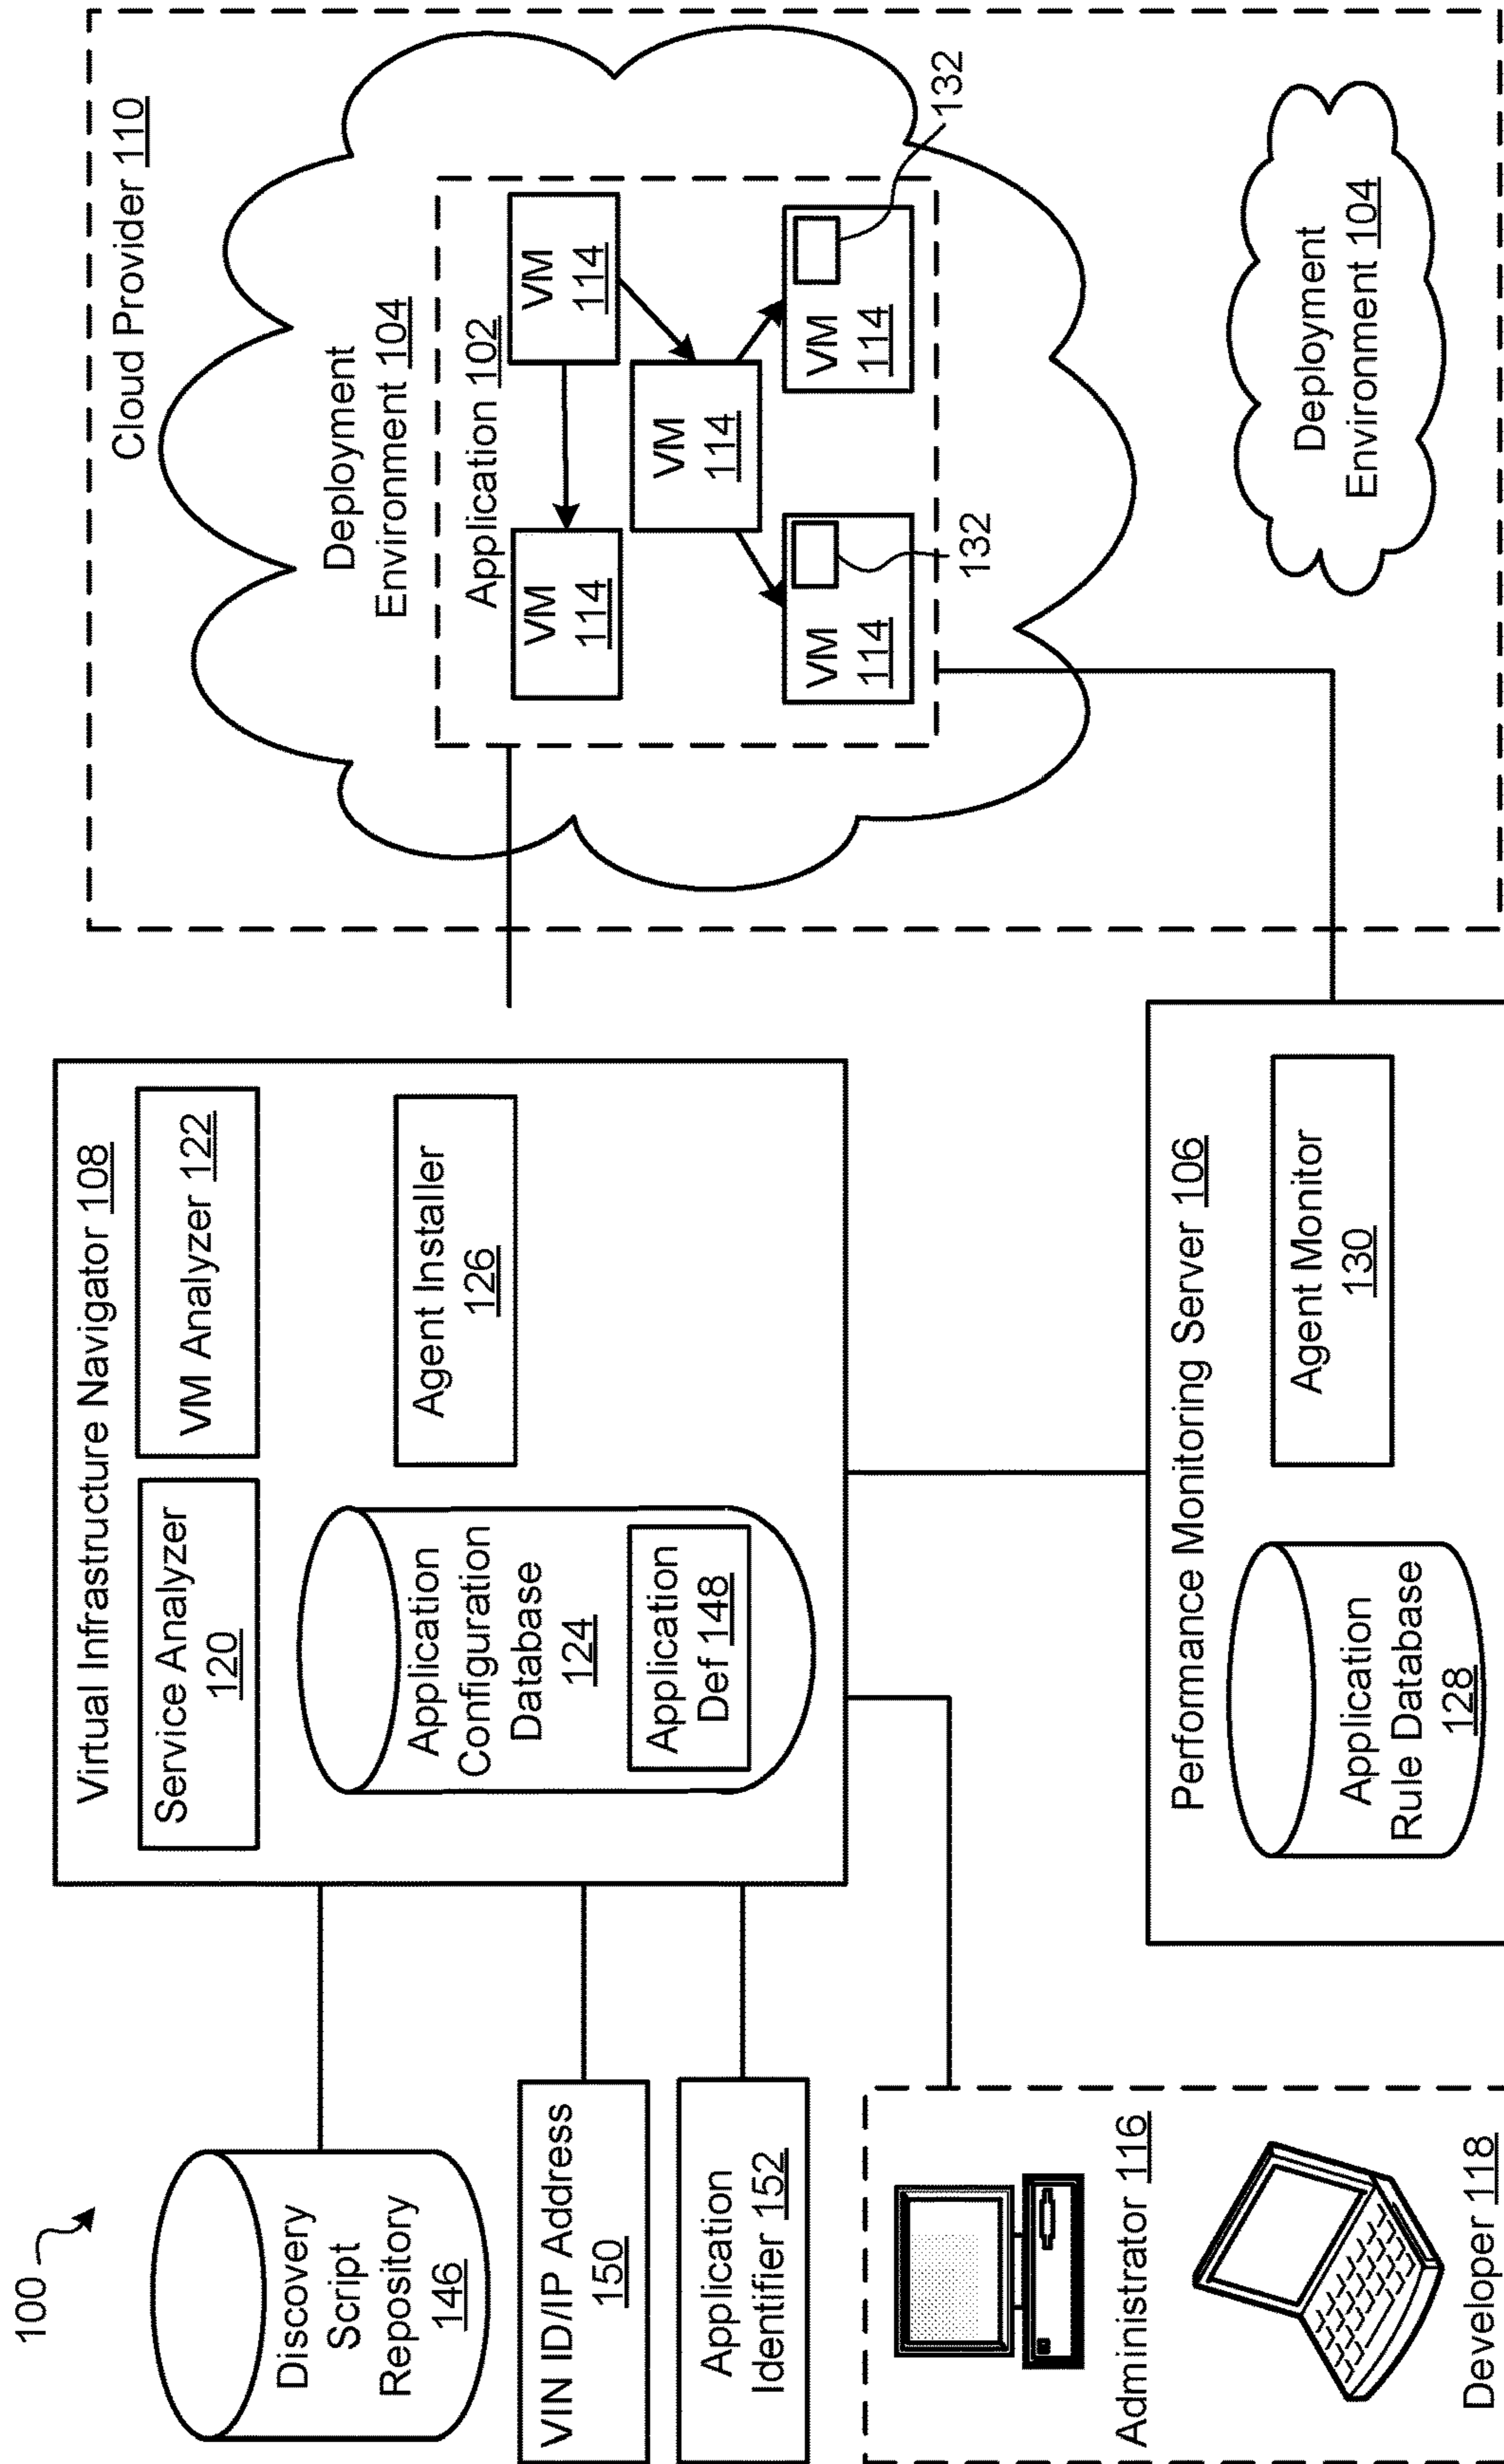 100
Discovery
Script
Repository
146
VIN ID/IP Address
150
Application
Identifier 152
Administrator 116
Developer 118
Virtual Infrastructure Navigator 108
Service Analyzer
120
VM Analyzer 122
Application
Configuration
Database
124
Application
Def 148
Agent Installer
126
Performance Monitoring Server 106
Application
Rule Database
128
Agent Monitor
130
Cloud Provider 110
Deployment
Environment 104
Application 102
VM
114
VM
114
VM
114
VM
114
VM
114
132
132
Deployment
Environment 104